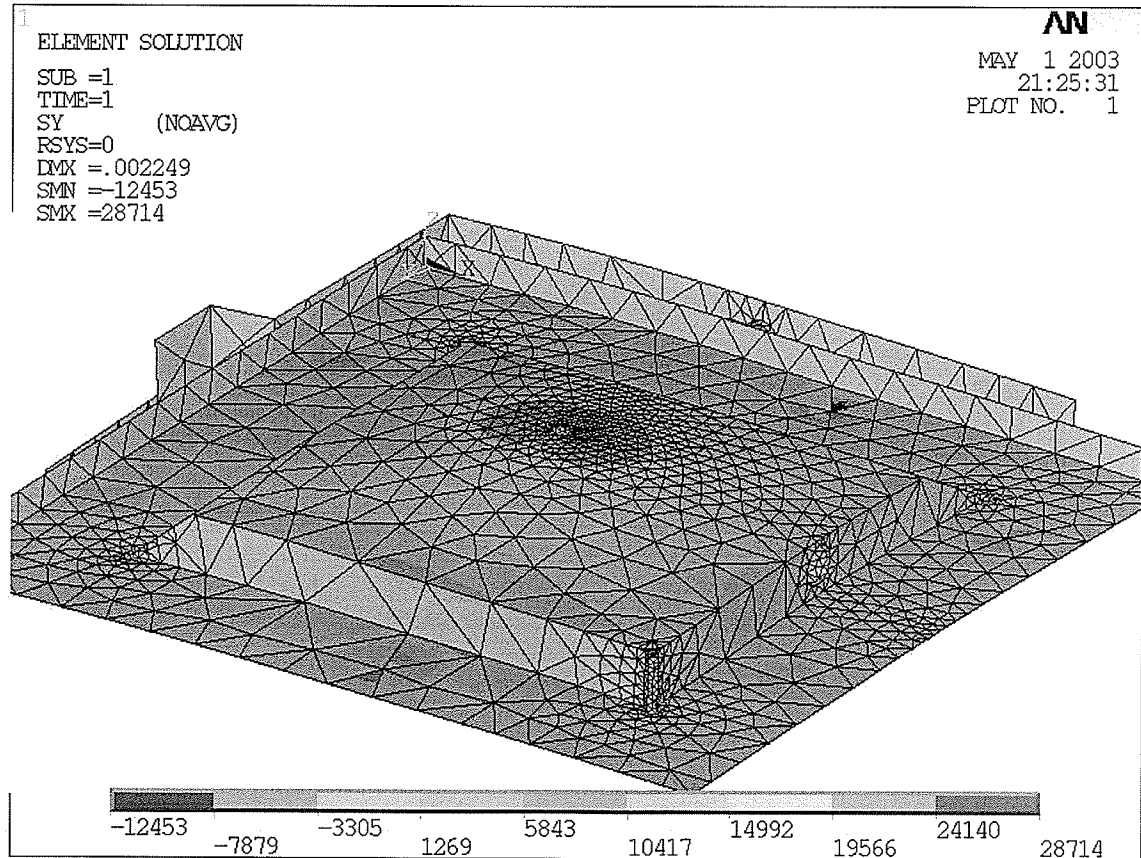 1
ELEMENT SOLUTION
SUB =1
TIME=1
SY (NOAVG)
RSYS=0
DMX =.002249
SMN =-12453
SMX =28714
AN
MAY 1 2003
21:25:31
PLOT NO. 1
Z
X
-12453 -3305 5843 14992 24140
-7879 1269 10417 19566 28714